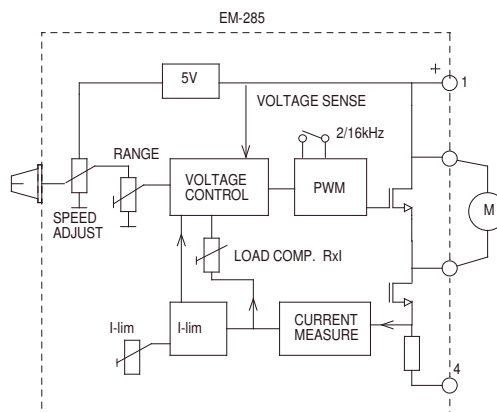 EM-285
5V
+
1
VOLTAGE SENSE
2/16kHz
RANGE
VOLTAGE
CONTROL
PWM
M
SPEED
ADJUST
LOAD COMP. RxI
I-lim
I-lim
CURRENT
MEASURE
4